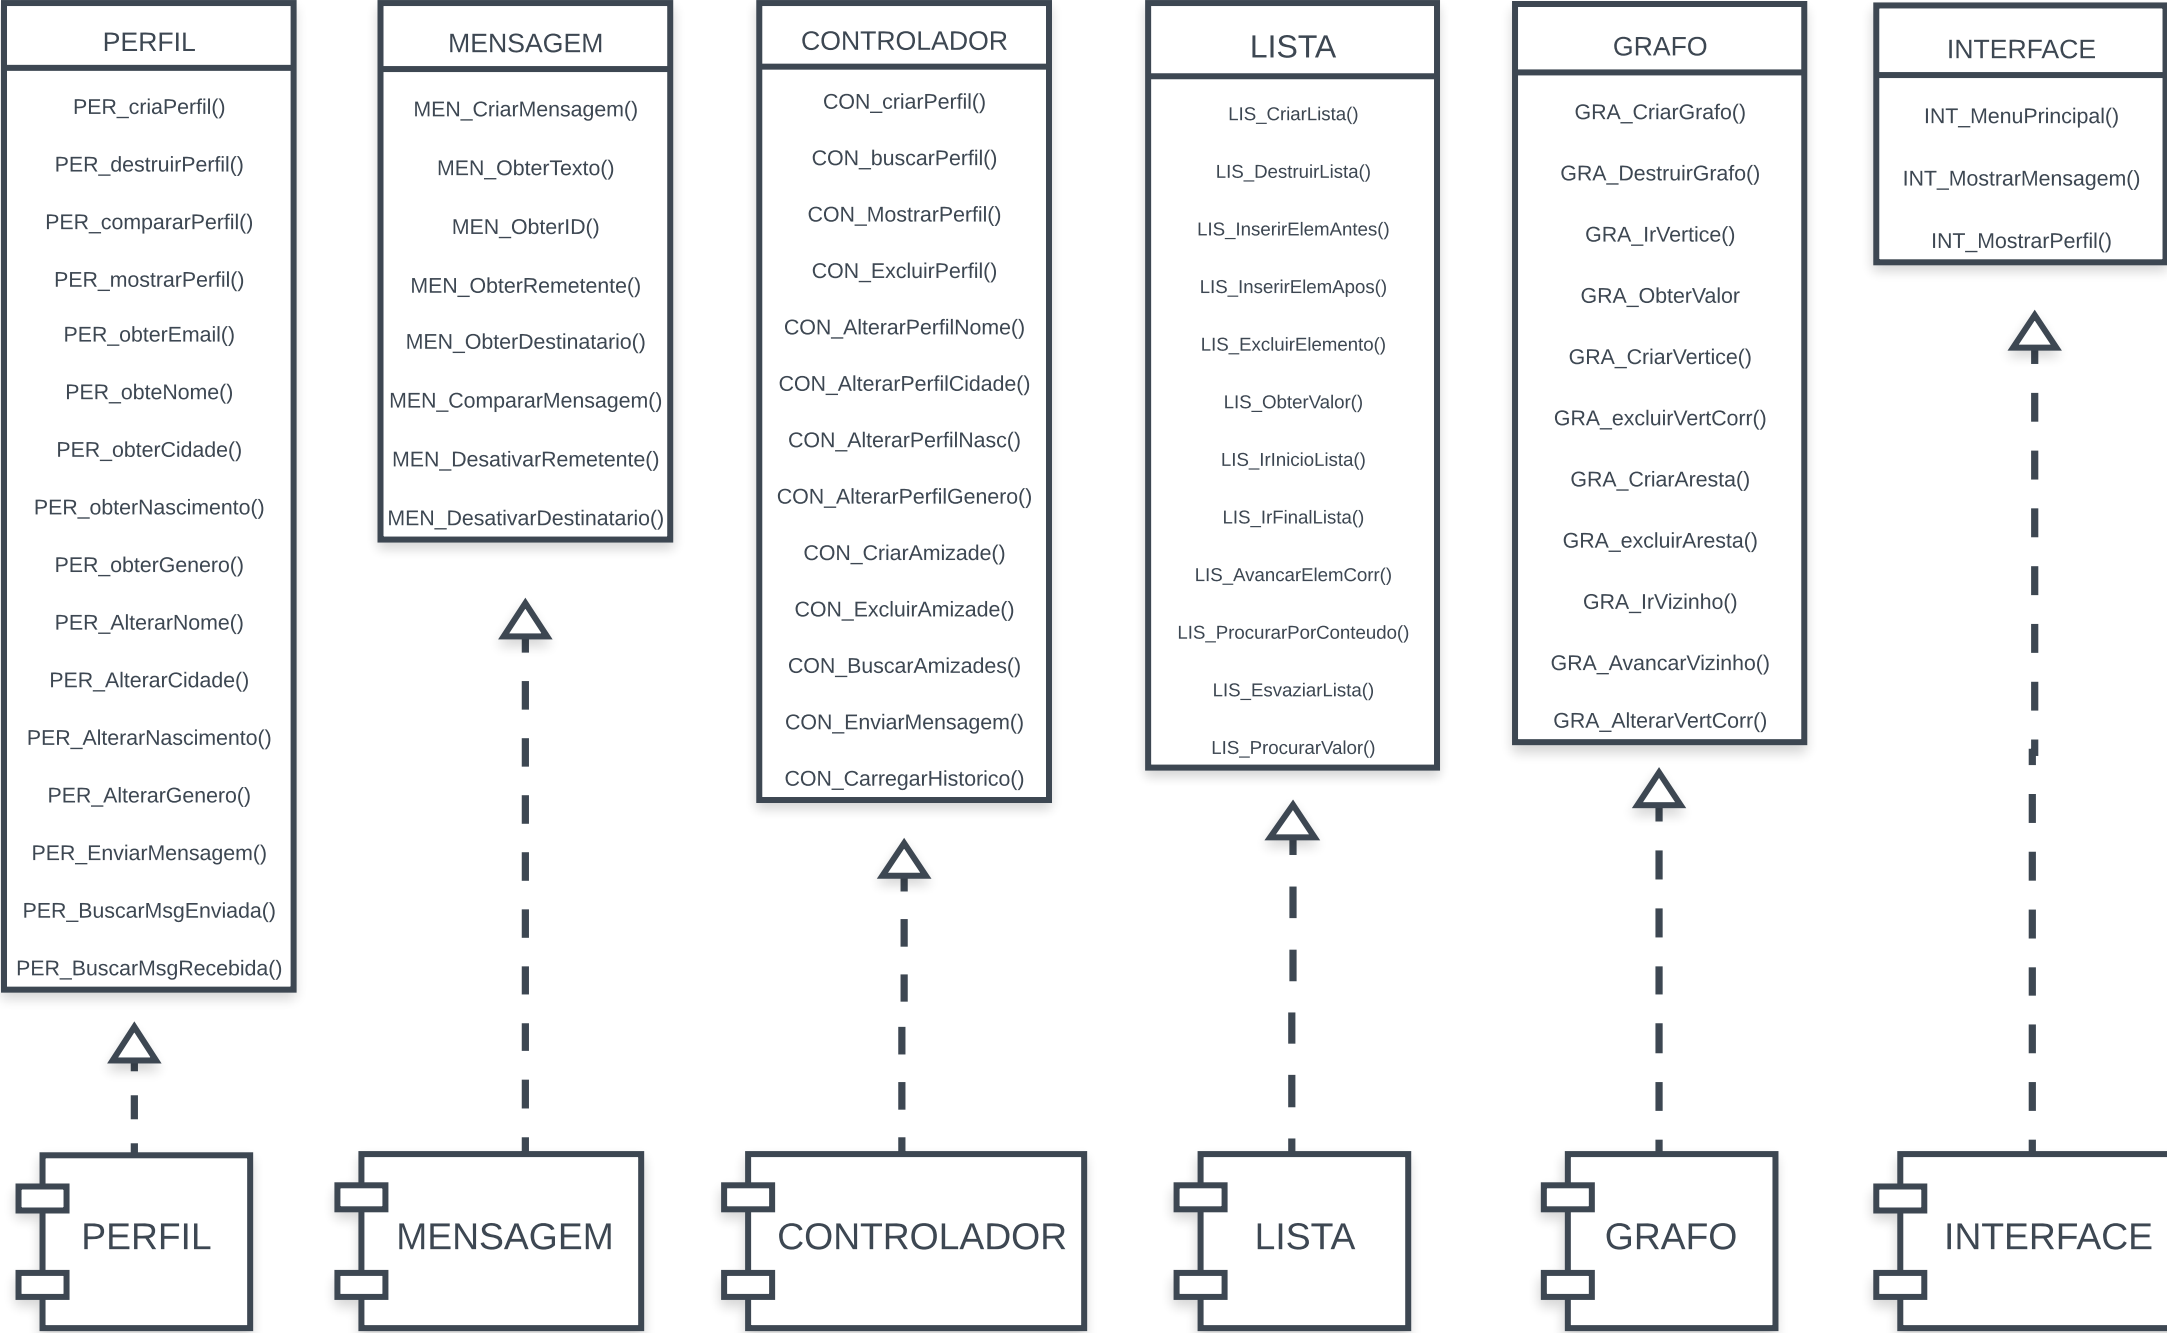 PERFIL
PER_criaPerfil()
PER_destruirPerfil()
PER_compararPerfil()
PER_mostrarPerfil()
PER_obterEmail()
PER_obteNome()
PER_obterCidade()
PER_obterNascimento()
PER_obterGenero()
PER_AlterarNome()
PER_AlterarCidade()
PER_AlterarNascimento()
PER_AlterarGenero()
PER_EnviarMensagem()
PER_BuscarMsgEnviada()
PER_BuscarMsgRecebida()
MENSAGEM
MEN_CriarMensagem()
MEN_ObterTexto()
MEN_ObterID()
MEN_ObterRemetente()
MEN_ObterDestinatario()
MEN_CompararMensagem()
MEN_DesativarRemetente()
MEN_DesativarDestinatario()
CONTROLADOR
CON_criarPerfil()
CON_buscarPerfil()
CON_MostrarPerfil()
CON_ExcluirPerfil()
CON_AlterarPerfilNome()
CON_AlterarPerfilCidade()
CON_AlterarPerfilNasc()
CON_AlterarPerfilGenero()
CON_CriarAmizade()
CON_ExcluirAmizade()
CON_BuscarAmizades()
CON_EnviarMensagem()
CON_CarregarHistorico()
LISTA
LIS_CriarLista()
LIS_DestruirLista()
LIS_InserirElemAntes()
LIS_InserirElemApos()
LIS_ExcluirElemento()
LIS_ObterValor()
LIS_IrInicioLista()
LIS_IrFinalLista()
LIS_AvancarElemCorr()
LIS_ProcurarPorConteudo()
LIS_EsvaziarLista()
LIS_ProcurarValor()
GRAFO
GRA_CriarGrafo()
GRA_DestruirGrafo()
GRA_IrVertice()
GRA_ObterValor
GRA_CriarVertice()
GRA_excluirVertCorr()
GRA_CriarAresta()
GRA_excluirAresta()
GRA_IrVizinho()
GRA_AvancarVizinho()
GRA_AlterarVertCorr()
INTERFACE
INT_MenuPrincipal()
INT_MostrarMensagem()
INT_MostrarPerfil()
PERFIL
MENSAGEM
CONTROLADOR
LISTA
GRAFO
INTERFACE